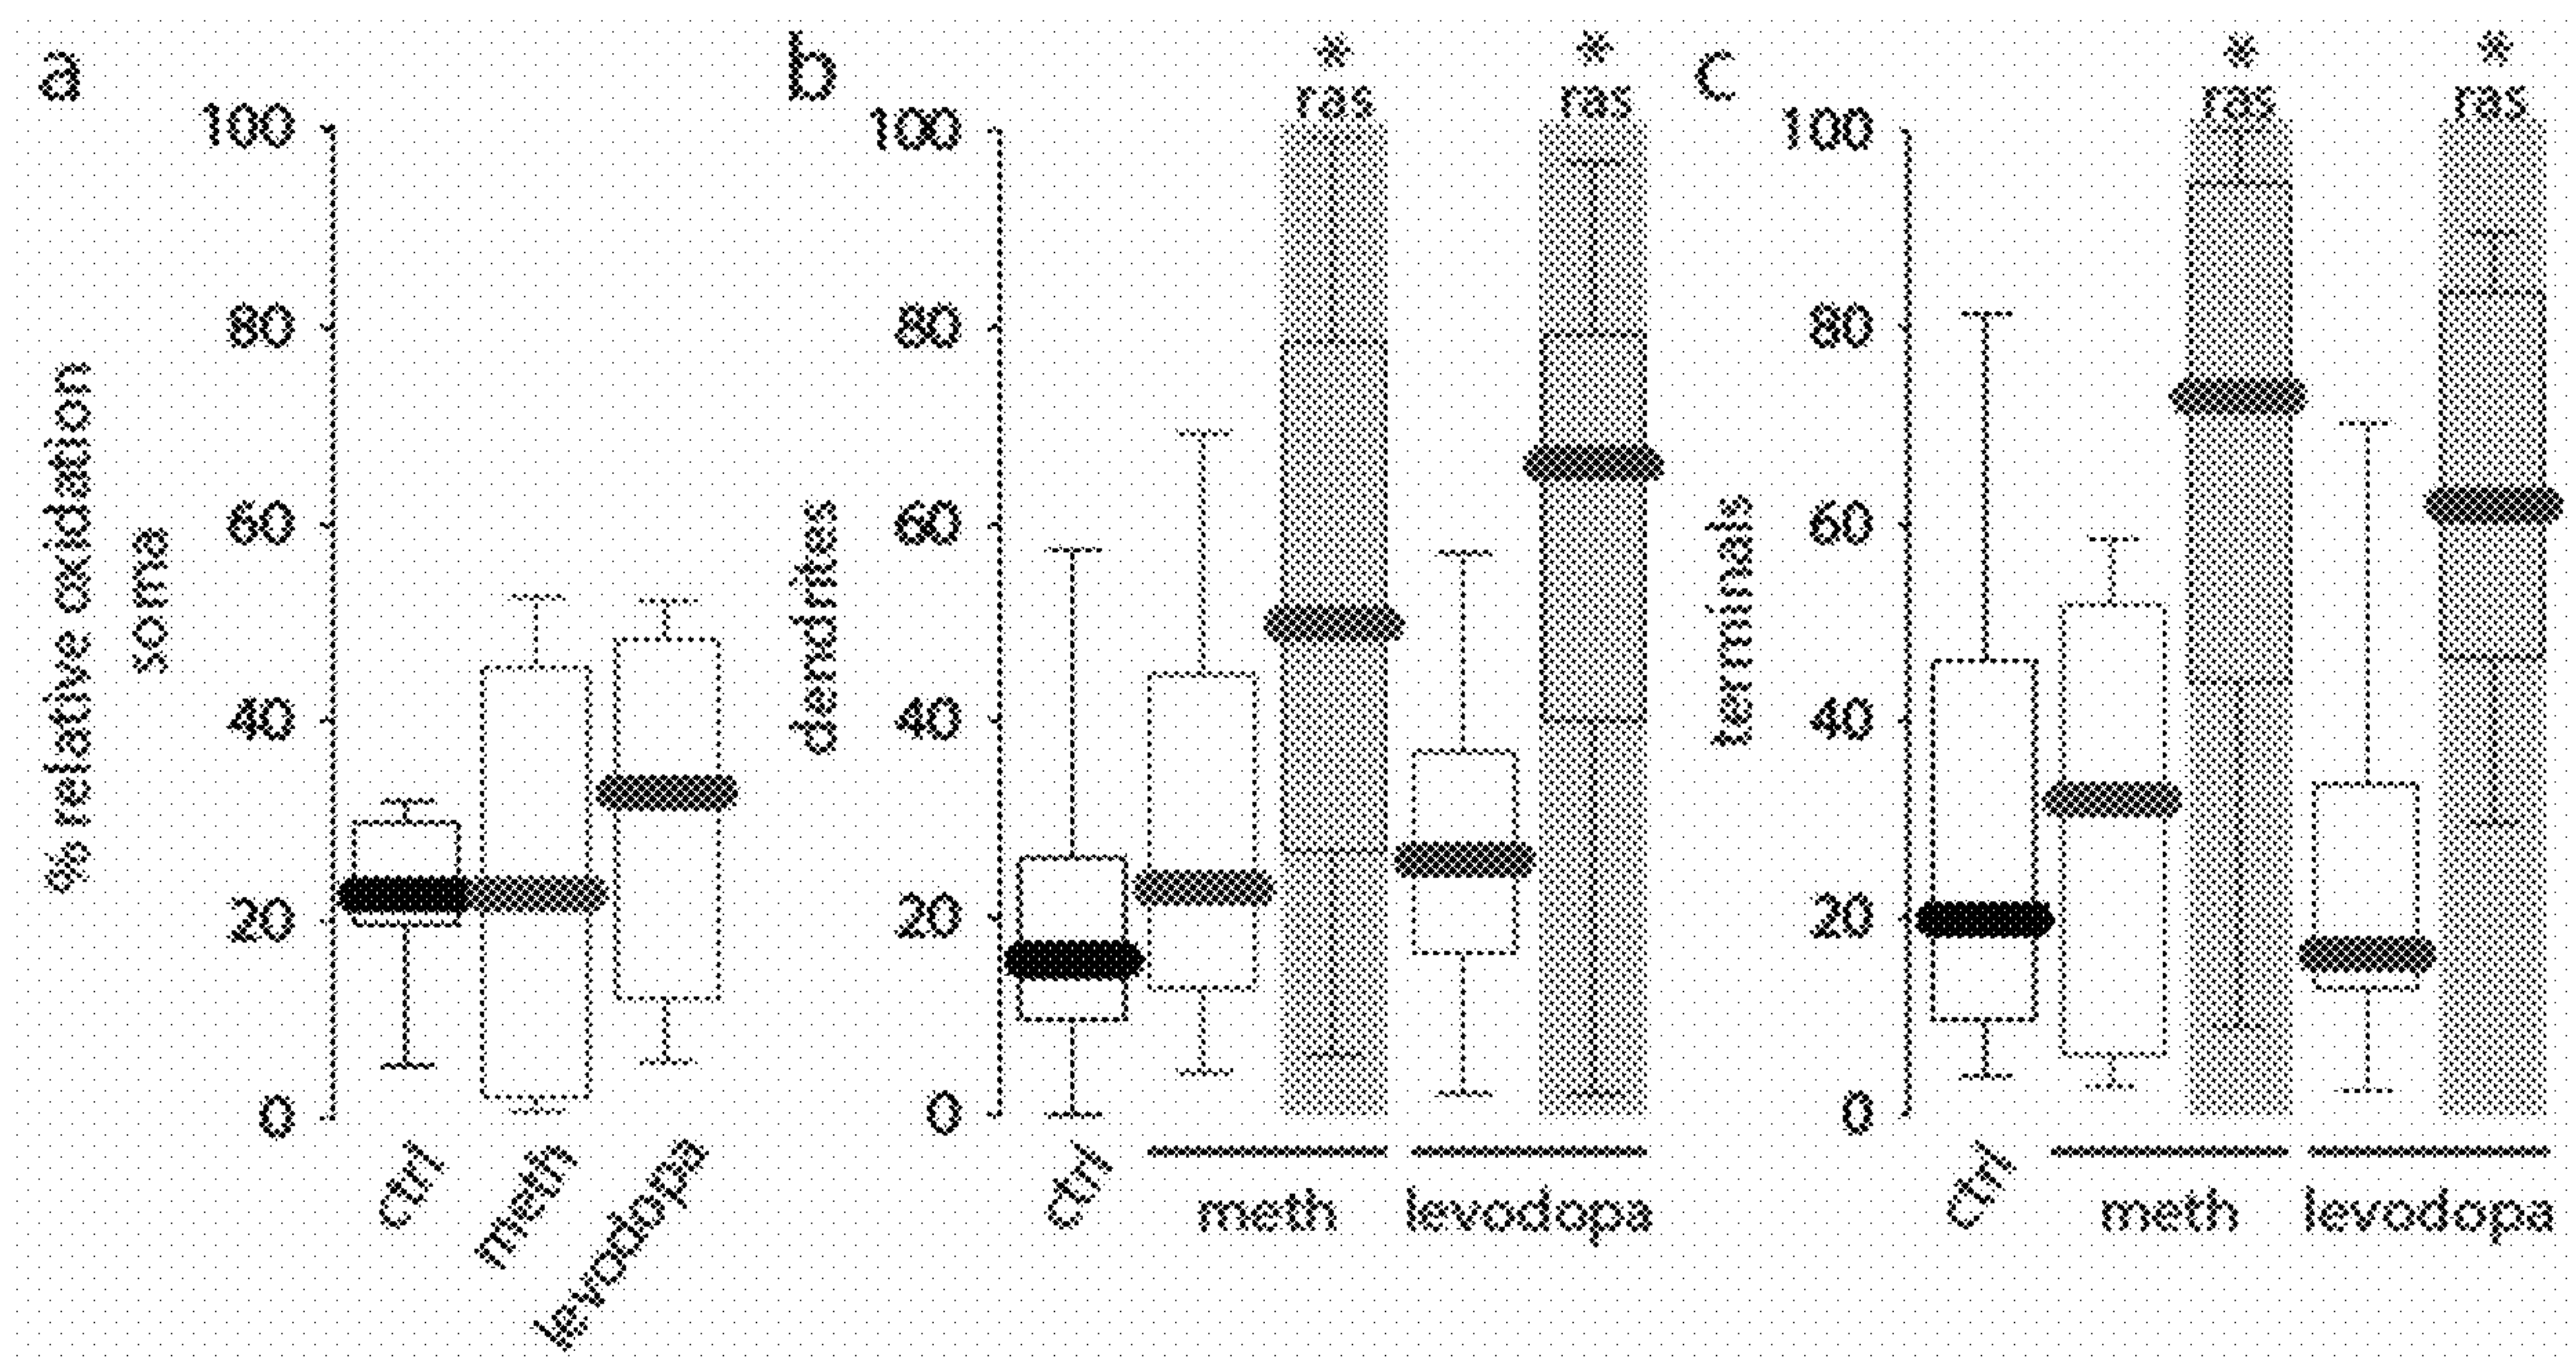 a
% relative oxidation
soma
100
80
60
40
20
0
ctrl
meth
levodopa
b
dendrites
100
80
60
40
20
0
*
ras
*
ras
ctrl
meth
levodopa
c
terminals
100
80
60
40
20
0
*
ras
*
ras
ctrl
meth
levodopa